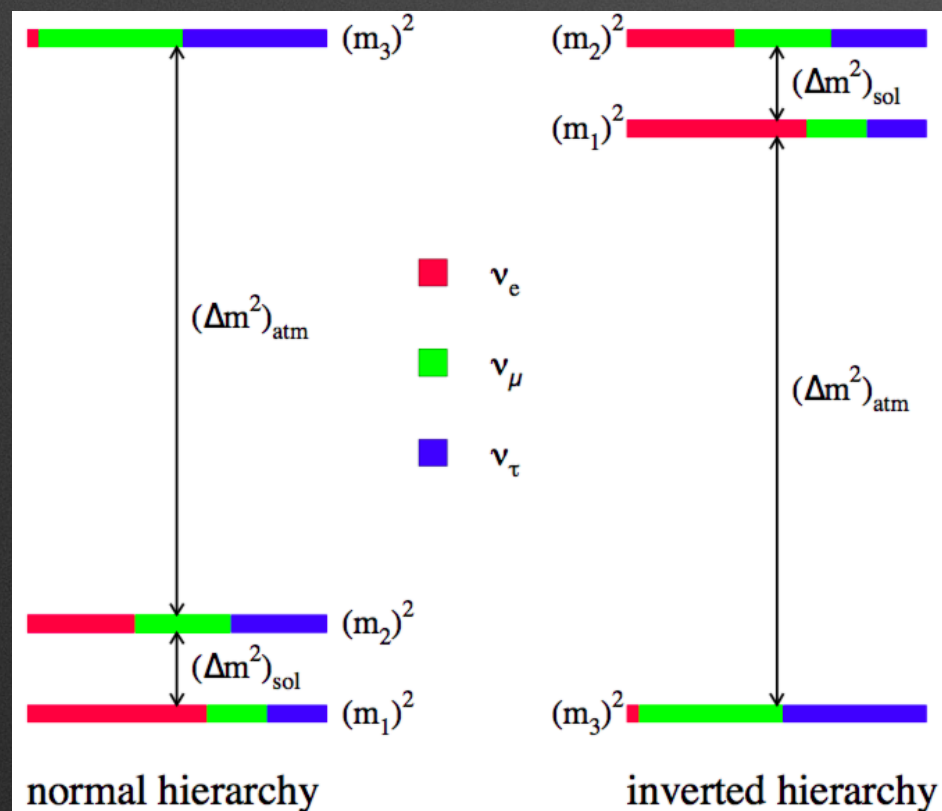 (m₃)²
(Δm²)atm
(m₂)²
(Δm²)sol
(m₁)²
normal hierarchy
νe
νμ
ντ
(m₂)²
(Δm²)sol
(m₁)²
(Δm²)atm
(m₃)²
inverted hierarchy